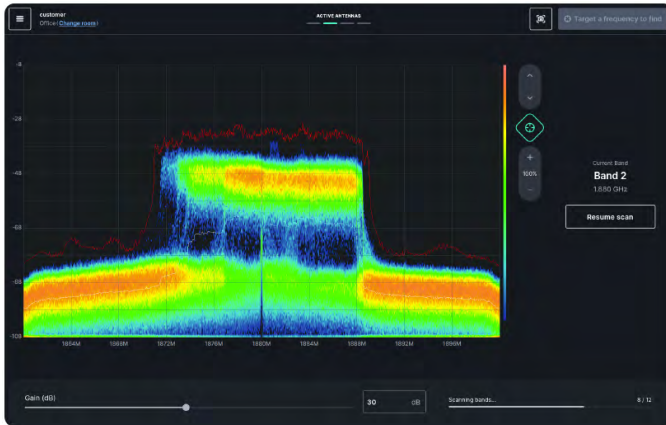 customer
Office (Change room)
ACTIVE ANTENNAS
Target a frequency to find
-8
-28
-48
-68
-88
-108
1864M
1868M
1872M
1876M
1880M
1884M
1888M
1892M
1896M
100%
Current Band
Band 2
1.880 GHz
Resume scan
Gain (dB)
30
dB
Scanning bands...
8 / 12